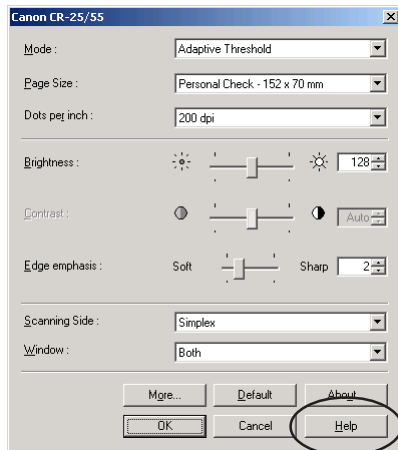 Canon CR-25/55
Mode : Adaptive Threshold
Page Size : Personal Check - 152 x 70 mm
Dots per inch : 200 dpi
Brightness : 128
Contrast : Auto
Edge emphasis : Soft Sharp 2
Scanning Side : Simplex
Window : Both
More... Default About...
OK Cancel Help